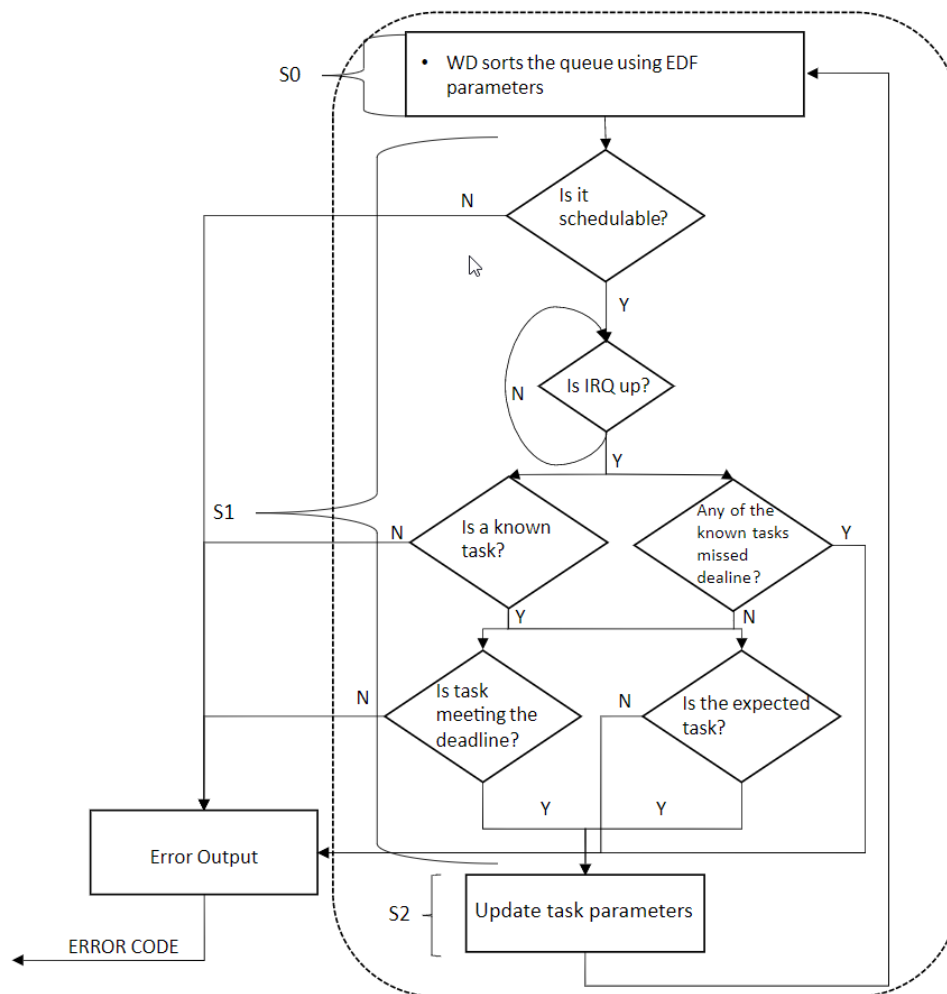 S0
• WD sorts the queue using EDF
parameters
N
Is it
schedulable?
Y
N
Is IRQ up?
Y
S1
N
Is a known
task?
Any of the
known tasks
missed
dealine?
Y
Y
N
N
Is task
meeting the
deadline?
N
Is the expected
task?
Y
Y
Error Output
S2
Update task parameters
ERROR CODE